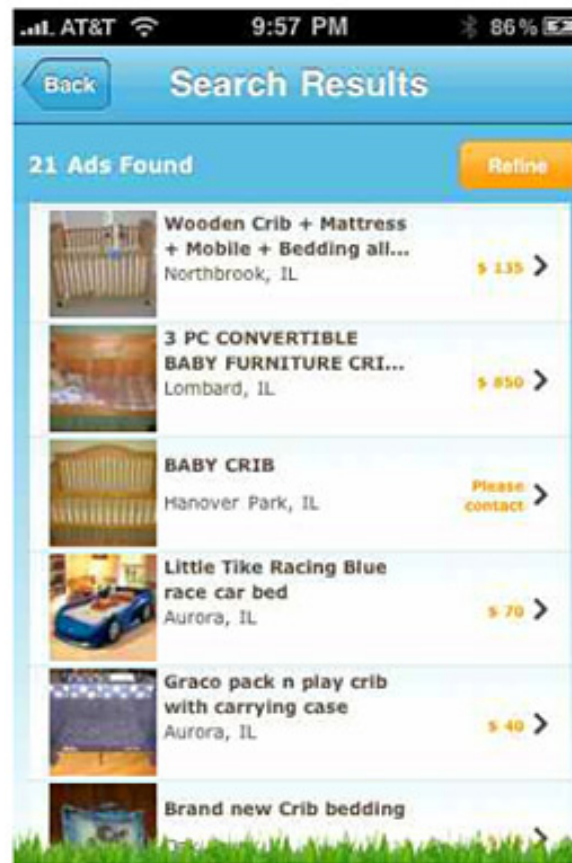 AT&T 9:57 PM 86%
Back Search Results
21 Ads Found Refine
Wooden Crib + Mattress
+ Mobile + Bedding all...
Northbrook, IL
$ 135
3 PC CONVERTIBLE
BABY FURNITURE CRI...
Lombard, IL
$ 850
BABY CRIB
Hanover Park, IL
Please
contact
Little Tike Racing Blue
race car bed
Aurora, IL
$ 70
Graco pack n play crib
with carrying case
Aurora, IL
$ 40
Brand new Crib bedding